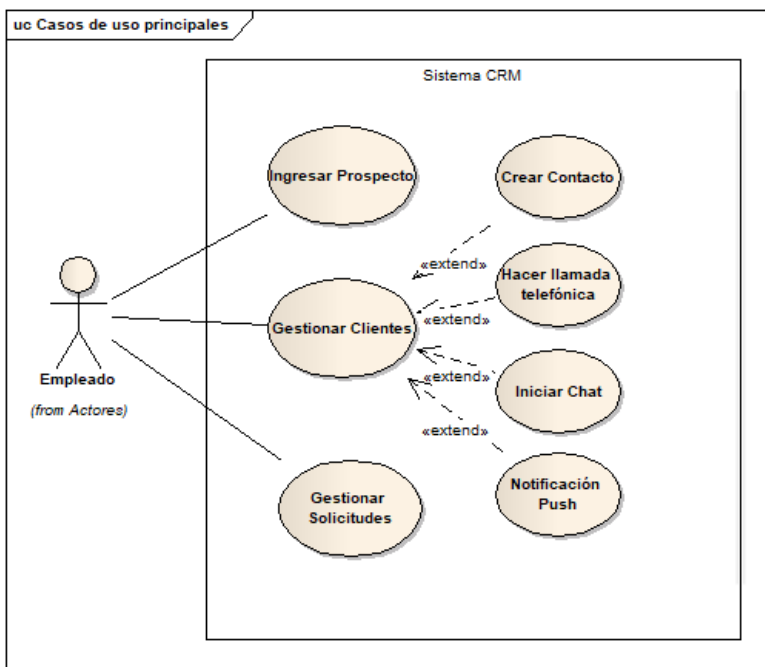 uc Casos de uso principales
Sistema CRM
Ingresar Prospecto
Crear Contacto
«extend»
Hacer llamada
telefónica
«extend»
Gestionar Clientes
Empleado
(from Actores)
«extend»
Iniciar Chat
«extend»
Gestionar
Solicitudes
Notificación
Push